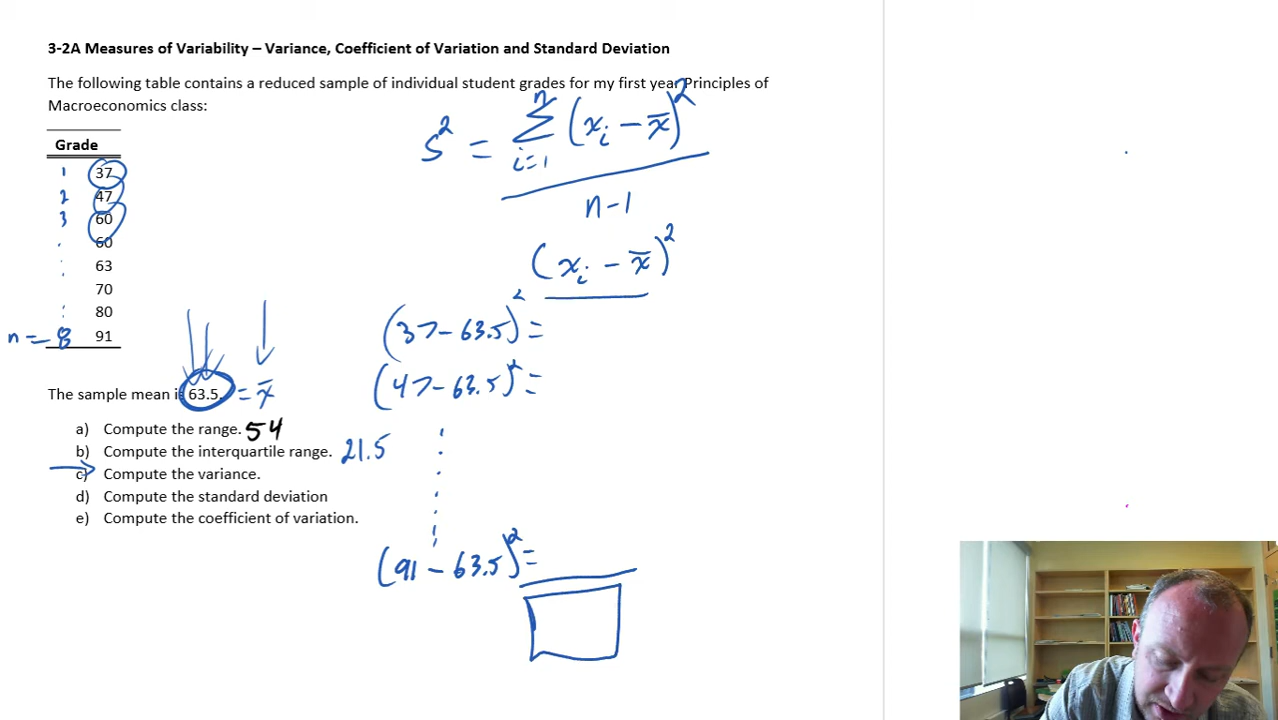 3-2A Measures of Variability – Variance, Coefficient of Variation and Standard Deviation
The following table contains a reduced sample of individual student grades for my first year Principles of
Macroeconomics class:
s² = n Σ i=1 (xᵢ − x̄)²
n−1
Grade
1 37
2 47
3 60
60
63
70
80
n = 8 91
(xᵢ − x̄)²
(37 − 63.5)² =
(47 − 63.5)² =
(91 − 63.5)² =
The sample mean is 63.5. = x̄
a) Compute the range. 54
b) Compute the interquartile range. 21.5
c) Compute the variance.
d) Compute the standard deviation
e) Compute the coefficient of variation.